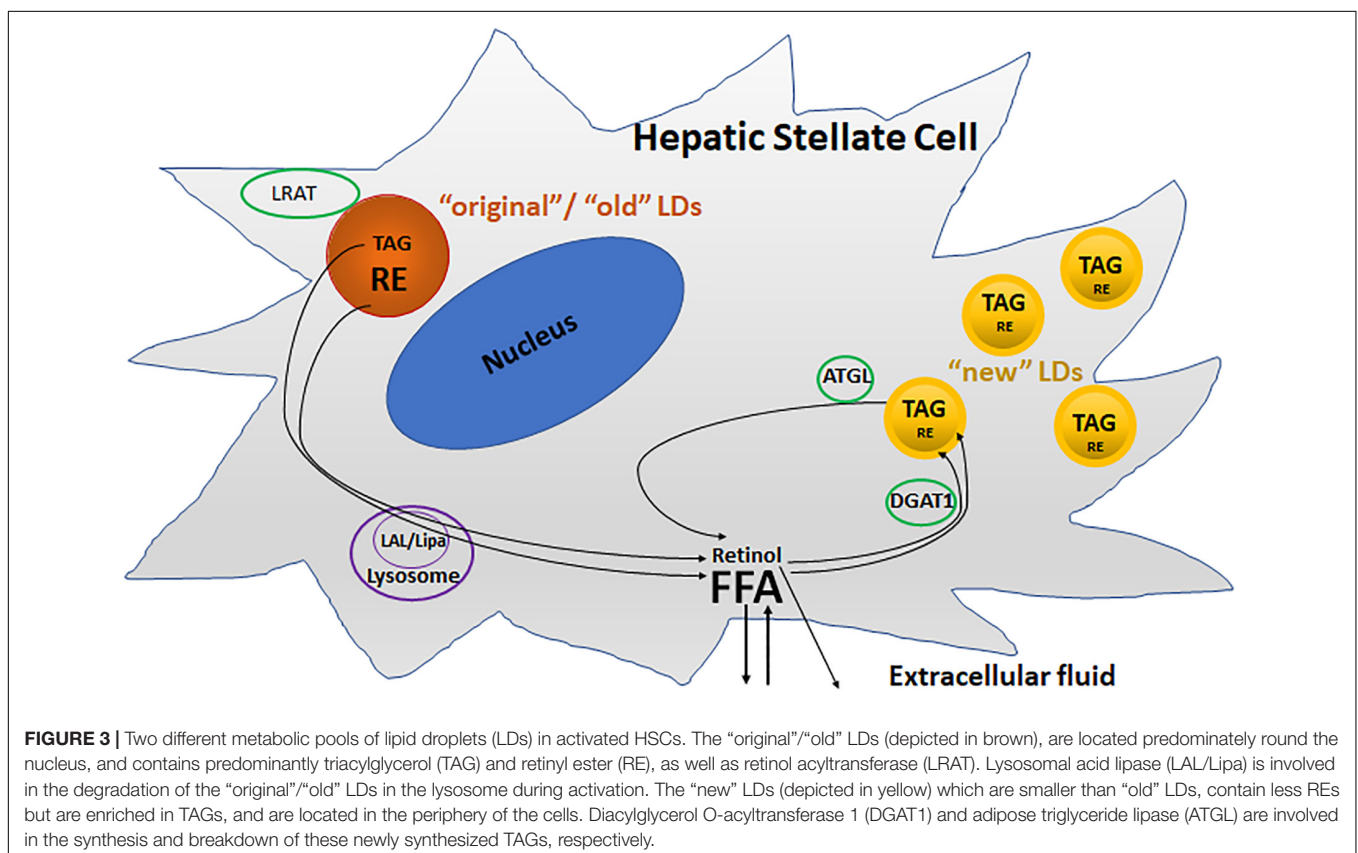 Hepatic Stellate Cell
LRAT
"original"/ "old" LDs
TAG
RE
Nucleus
TAG
RE
TAG
RE
"new" LDs
ATGL
TAG
RE
TAG
RE
DGAT1
LAL/Lipa
Lysosome
Retinol
FFA
Extracellular fluid
FIGURE 3 | Two different metabolic pools of lipid droplets (LDs) in activated HSCs. The "original"/"old" LDs (depicted in brown), are located predominately round the
nucleus, and contains predominantly triacylglycerol (TAG) and retinyl ester (RE), as well as retinol acyltransferase (LRAT). Lysosomal acid lipase (LAL/Lipa) is involved
in the degradation of the "original"/"old" LDs in the lysosome during activation. The "new" LDs (depicted in yellow) which are smaller than "old" LDs, contain less REs
but are enriched in TAGs, and are located in the periphery of the cells. Diacylglycerol O-acyltransferase 1 (DGAT1) and adipose triglyceride lipase (ATGL) are involved
in the synthesis and breakdown of these newly synthesized TAGs, respectively.